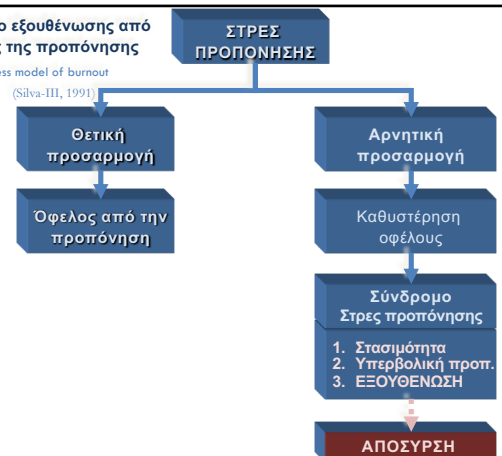 ο εξουθένωσης από
ς της προπόνησης
ess model of burnout
(Silva-III, 1991)
ΣΤΡΕΣ
ΠΡΟΠΟΝΗΣΗΣ
Θετική
προσαρμογή
Αρνητική
προσαρμογή
Όφελος από την
προπόνηση
Καθυστέρηση
οφέλους
Σύνδρομο
Στρες προπόνησης
1. Στασιμότητα
2. Υπερβολική προπ.
3. ΕΞΟΥΘΕΝΩΣΗ
ΑΠΟΣΥΡΣΗ